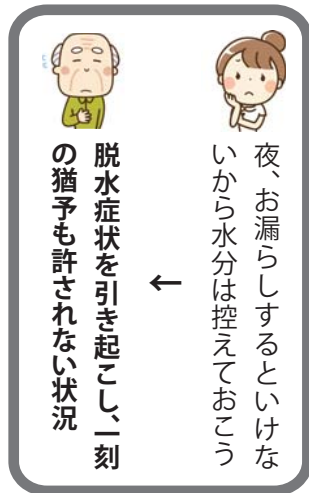 夜、お漏らしするといけな
いから水分は控えておこう
←
脱水症状を引き起こし、一刻
の猶予も許されない状況